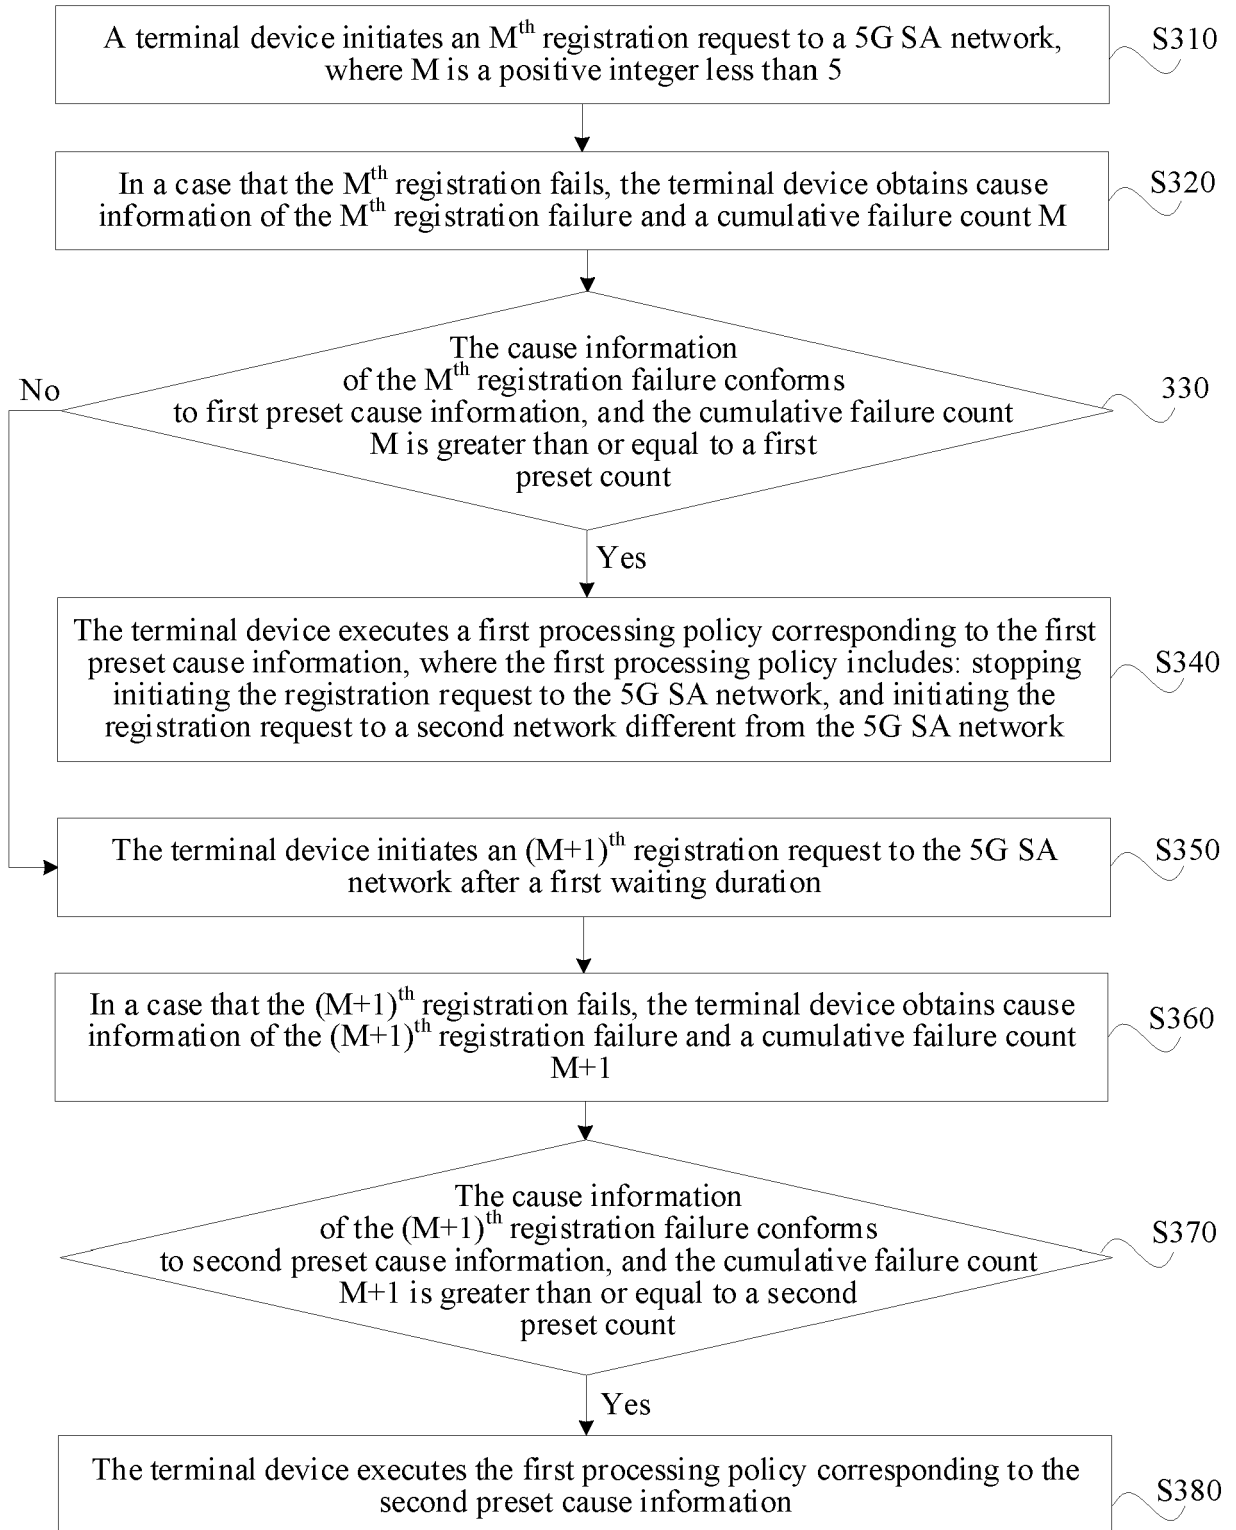 A terminal device initiates an Mth registration request to a 5G SA network,
where M is a positive integer less than 5
S310
In a case that the Mth registration fails, the terminal device obtains cause
information of the Mth registration failure and a cumulative failure count M
S320
The cause information
of the Mth registration failure conforms
to first preset cause information, and the cumulative failure count
M is greater than or equal to a first
preset count
330
No
Yes
The terminal device executes a first processing policy corresponding to the first
preset cause information, where the first processing policy includes: stopping
initiating the registration request to the 5G SA network, and initiating the
registration request to a second network different from the 5G SA network
S340
The terminal device initiates an (M+1)th registration request to the 5G SA
network after a first waiting duration
S350
In a case that the (M+1)th registration fails, the terminal device obtains cause
information of the (M+1)th registration failure and a cumulative failure count
M+1
S360
The cause information
of the (M+1)th registration failure conforms
to second preset cause information, and the cumulative failure count
M+1 is greater than or equal to a second
preset count
S370
Yes
The terminal device executes the first processing policy corresponding to the
second preset cause information
S380